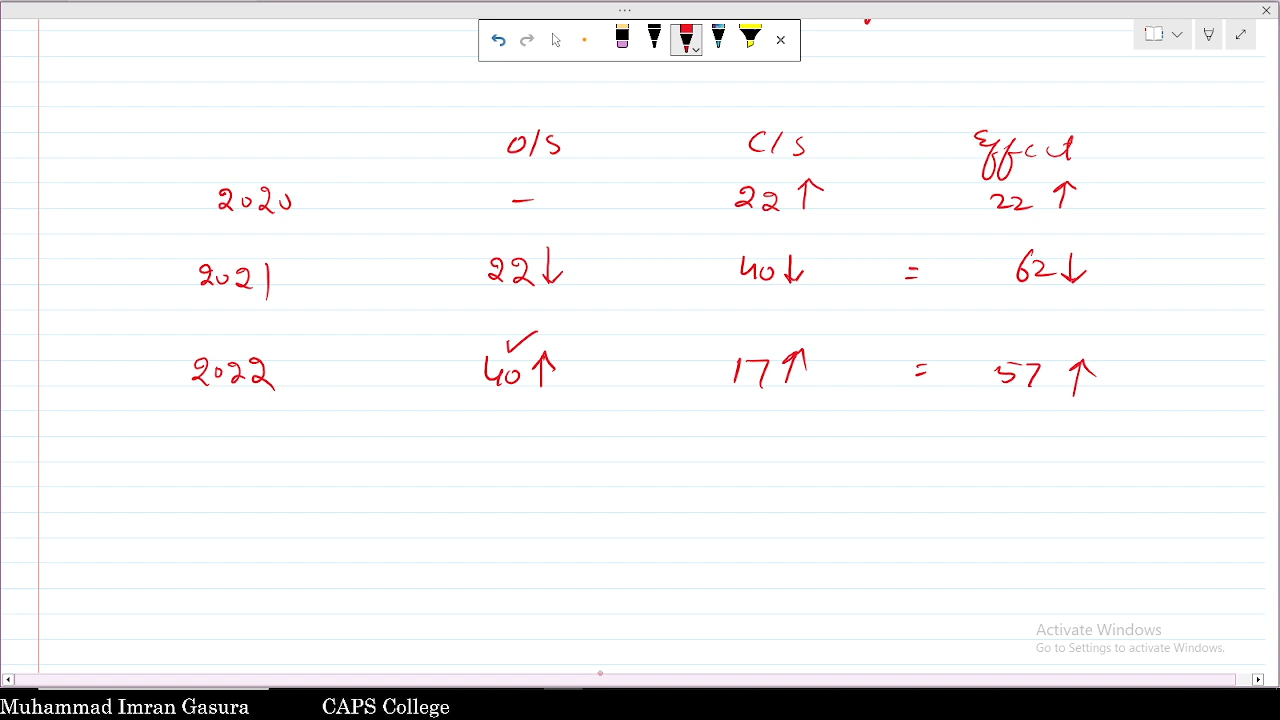 O/S C/S Effect
2020 — 22 ↑ 22 ↑
2021 22 ↓ 40 ↓ = 62 ↓
2022 40 ↑ 17 ↑ = 57 ↑
Activate Windows
Go to Settings to activate Windows.
Muhammad Imran Gasura CAPS College